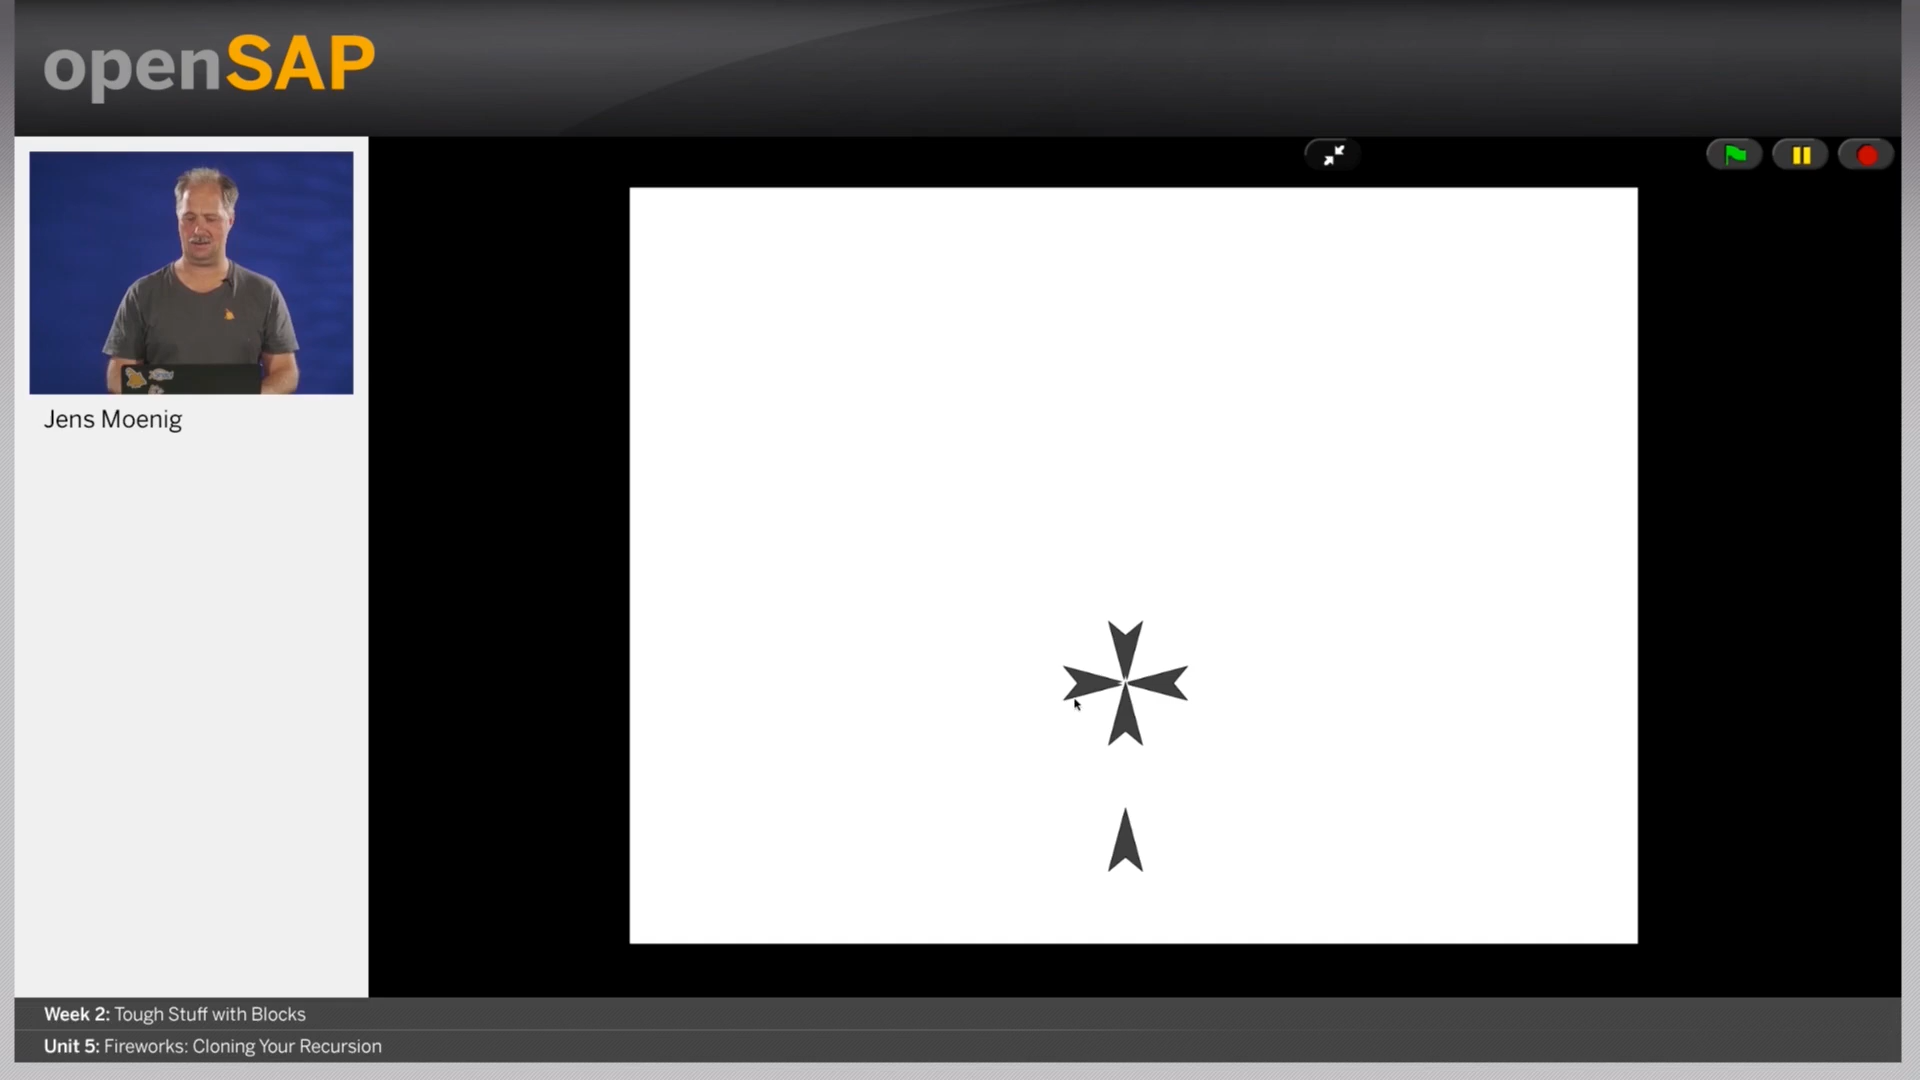 openSAP
Jens Moenig
Week 2: Tough Stuff with Blocks
Unit 5: Fireworks: Cloning Your Recursion